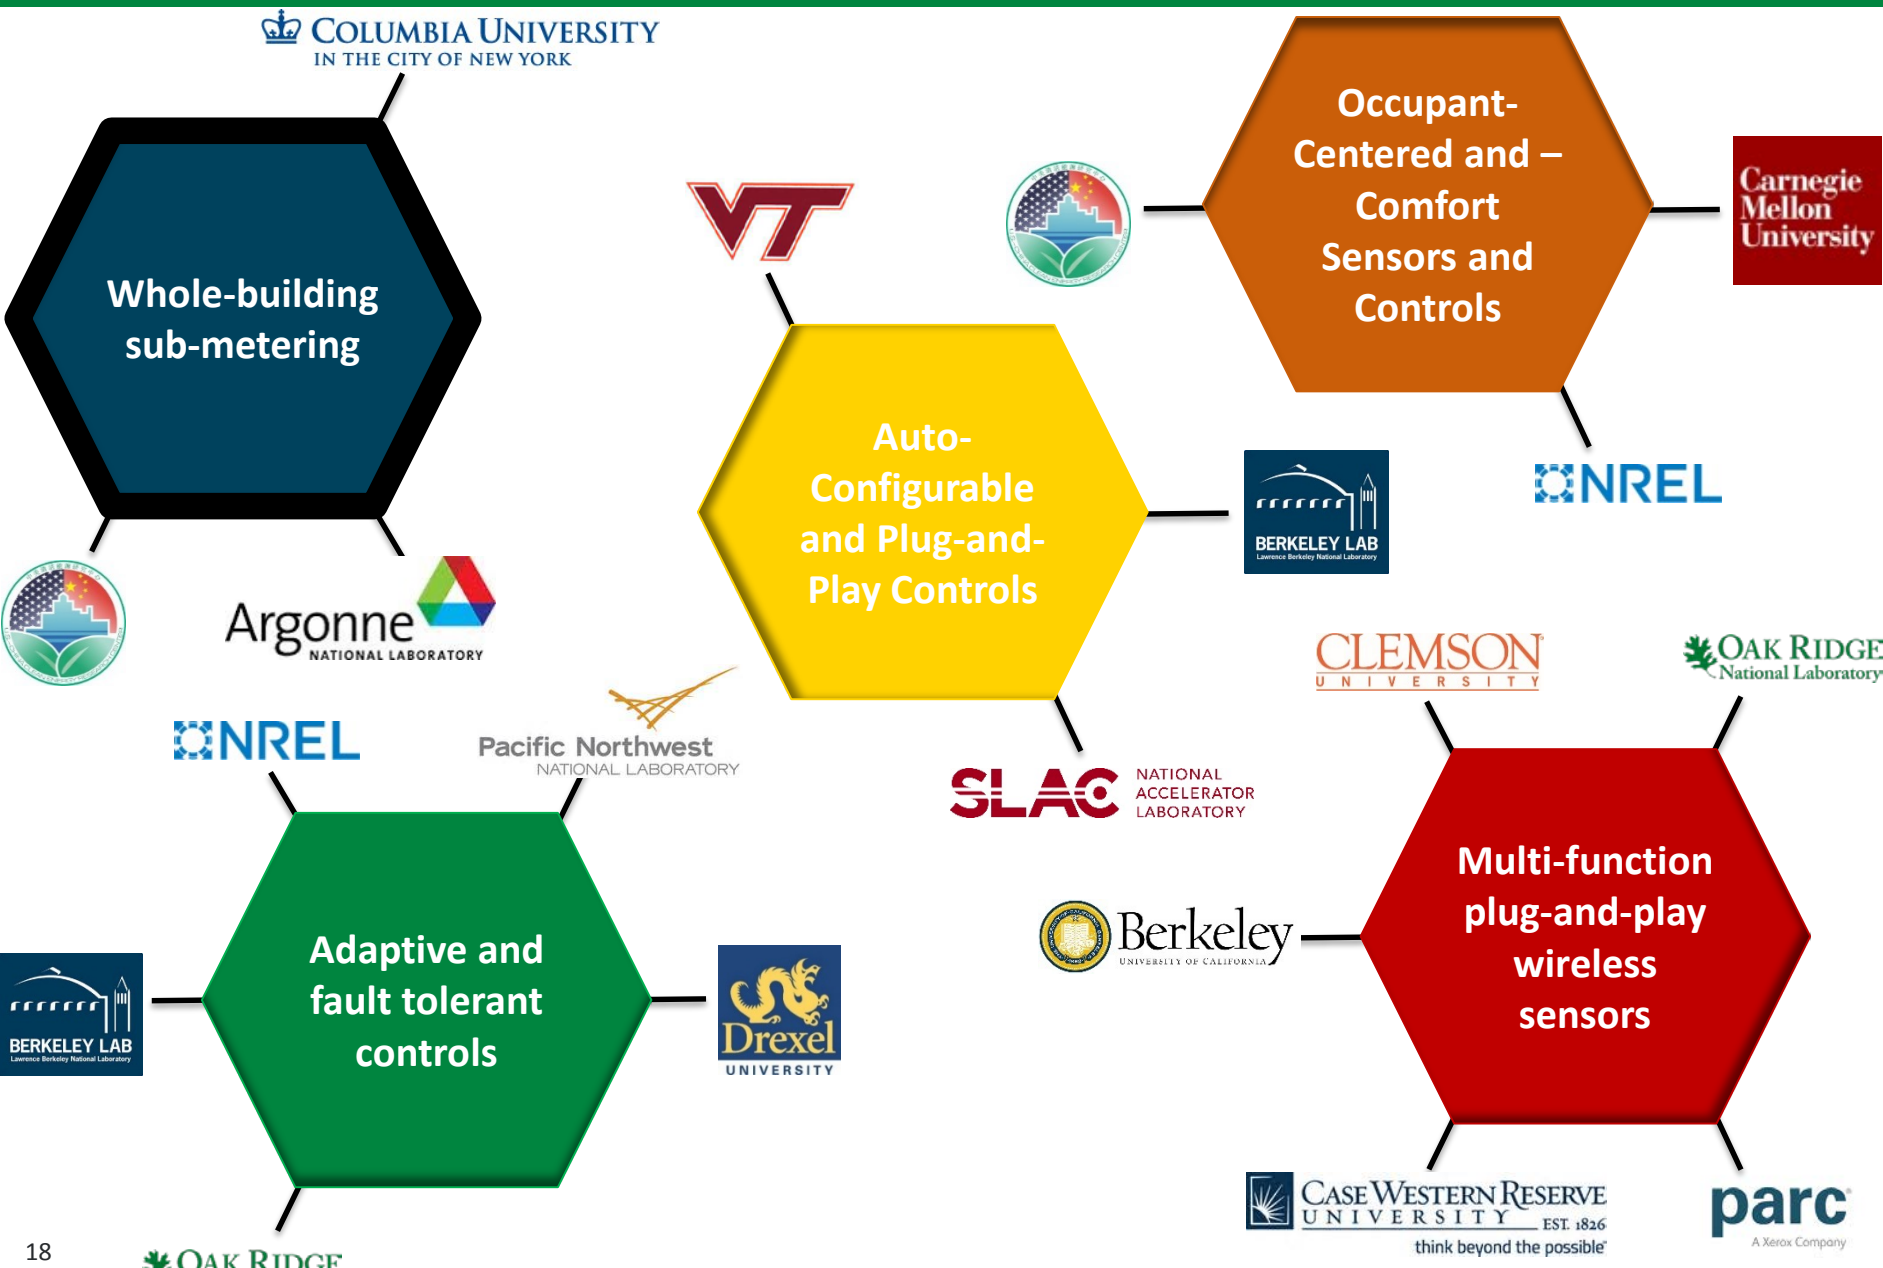 COLUMBIA UNIVERSITY
IN THE CITY OF NEW YORK
Whole-building
sub-metering
Argonne
NATIONAL LABORATORY
VT
Auto-
Configurable
and Plug-and-
Play Controls
Occupant-
Centered and –
Comfort
Sensors and
Controls
Carnegie
Mellon
University
NREL
BERKELEY LAB
Lawrence Berkeley National Laboratory
SLAC
NATIONAL
ACCELERATOR
LABORATORY
NREL
Pacific Northwest
NATIONAL LABORATORY
Adaptive and
fault tolerant
controls
BERKELEY LAB
Lawrence Berkeley National Laboratory
Drexel
UNIVERSITY
OAK RIDGE
CLEMSON
UNIVERSITY
OAK RIDGE
National Laboratory
Berkeley
UNIVERSITY OF CALIFORNIA
Multi-function
plug-and-play
wireless
sensors
CASE WESTERN RESERVE
UNIVERSITY EST. 1826
think beyond the possible™
parc
A Xerox Company
18